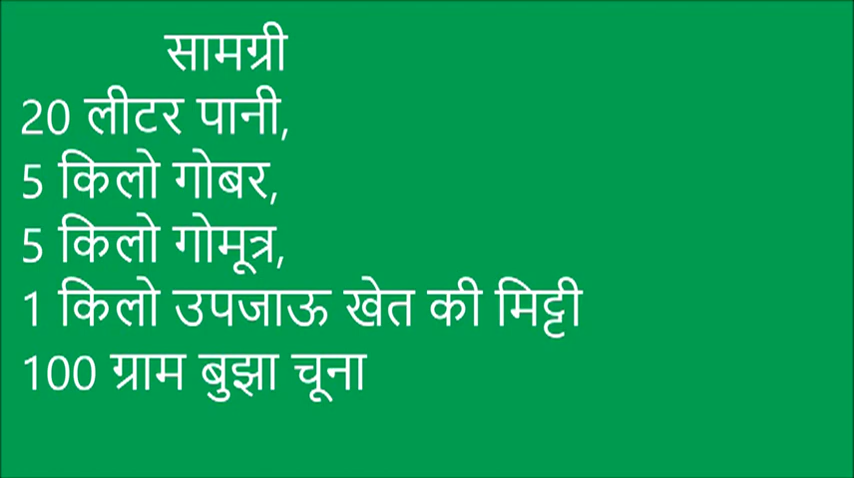 सामग्री
20 लीटर पानी,
5 किलो गोबर,
5 किलो गोमूत्र,
1 किलो उपजाऊ खेत की मिट्टी
100 ग्राम बुझा चूना